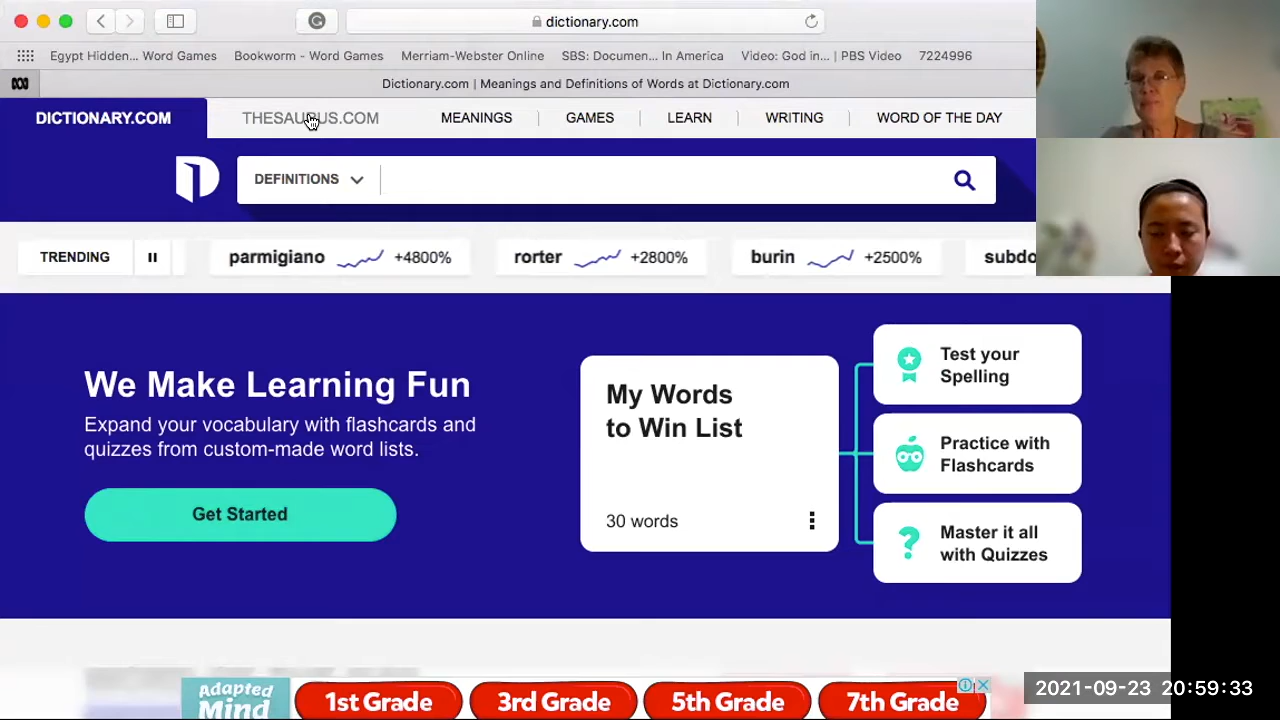 dictionary.com
Egypt Hidden... Word Games
Bookworm - Word Games
Merriam-Webster Online
SBS: Documen... In America
Video: God in... | PBS Video
7224996
Dictionary.com | Meanings and Definitions of Words at Dictionary.com
DICTIONARY.COM
THESAURUS.COM
MEANINGS
GAMES
LEARN
WRITING
WORD OF THE DAY
DEFINITIONS
TRENDING
parmigiano +4800%
rorter +2800%
burin +2500%
subdo
We Make Learning Fun
Expand your vocabulary with flashcards and
quizzes from custom-made word lists.
Get Started
My Words
to Win List
30 words
Test your
Spelling
Practice with
Flashcards
Master it all
with Quizzes
Adapted
Mind
1st Grade
3rd Grade
5th Grade
7th Grade
2021-09-23 20:59:33